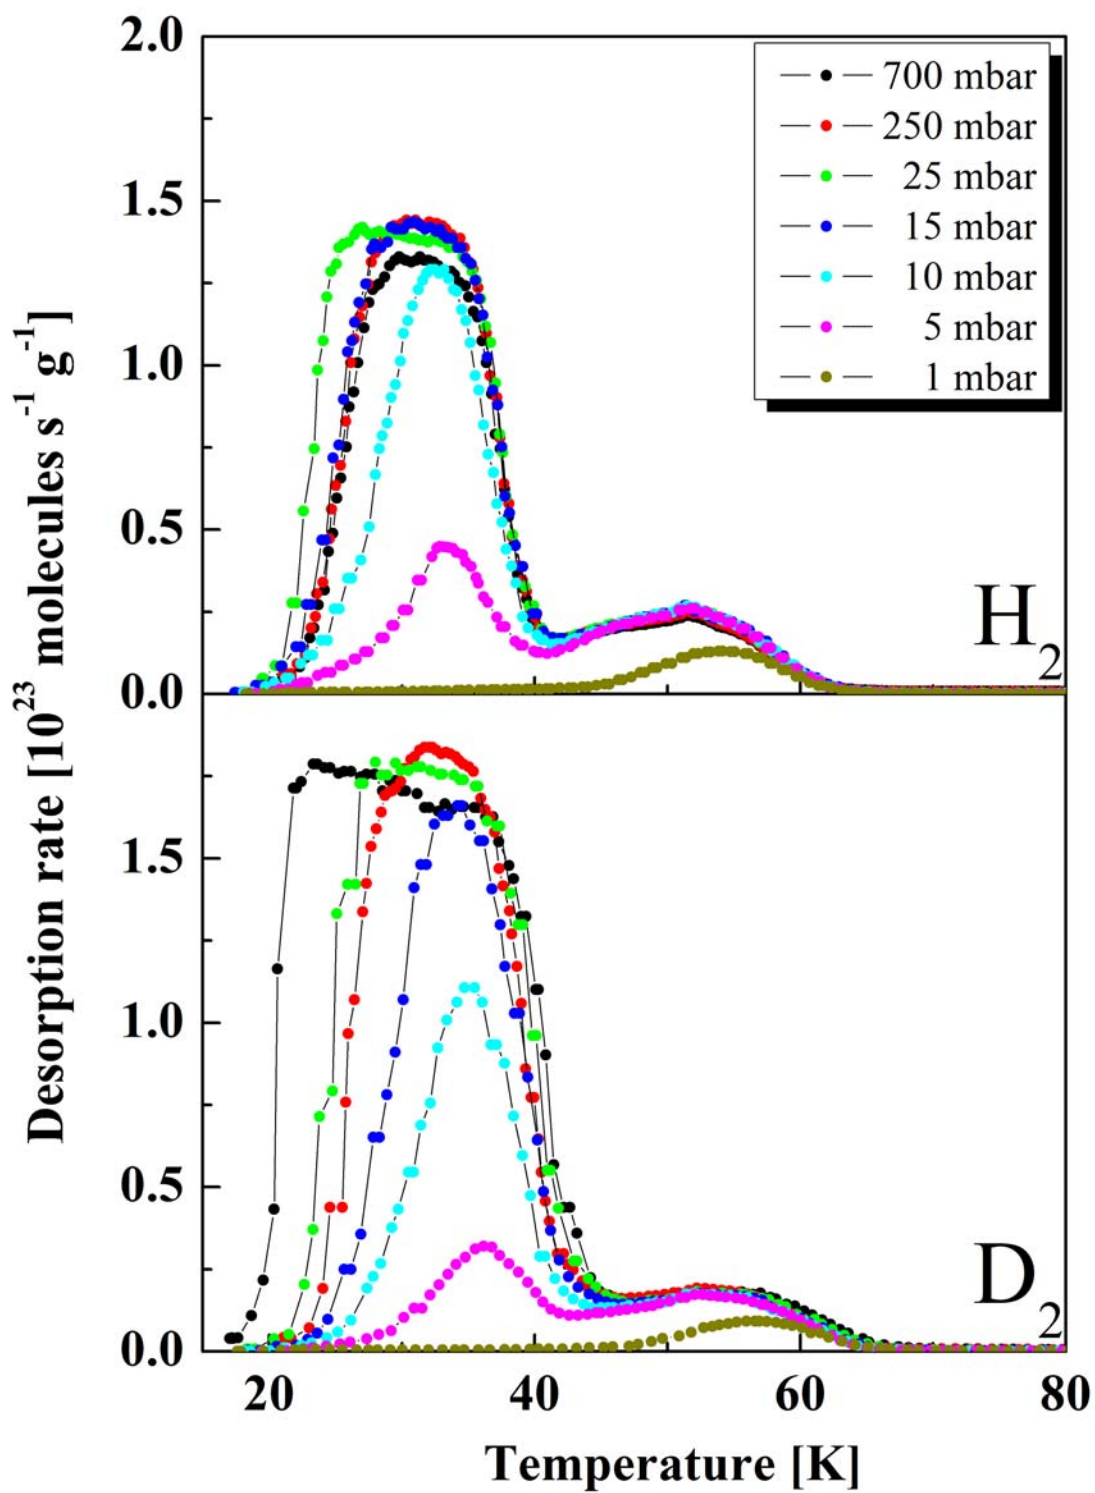 2.0
1.5
1.0
0.5
0.0
700 mbar
250 mbar
25 mbar
15 mbar
10 mbar
5 mbar
1 mbar
H₂
Desorption rate [10²³ molecules s⁻¹ g⁻¹]
1.5
1.0
0.5
0.0
D₂
20 40 60 80
Temperature [K]